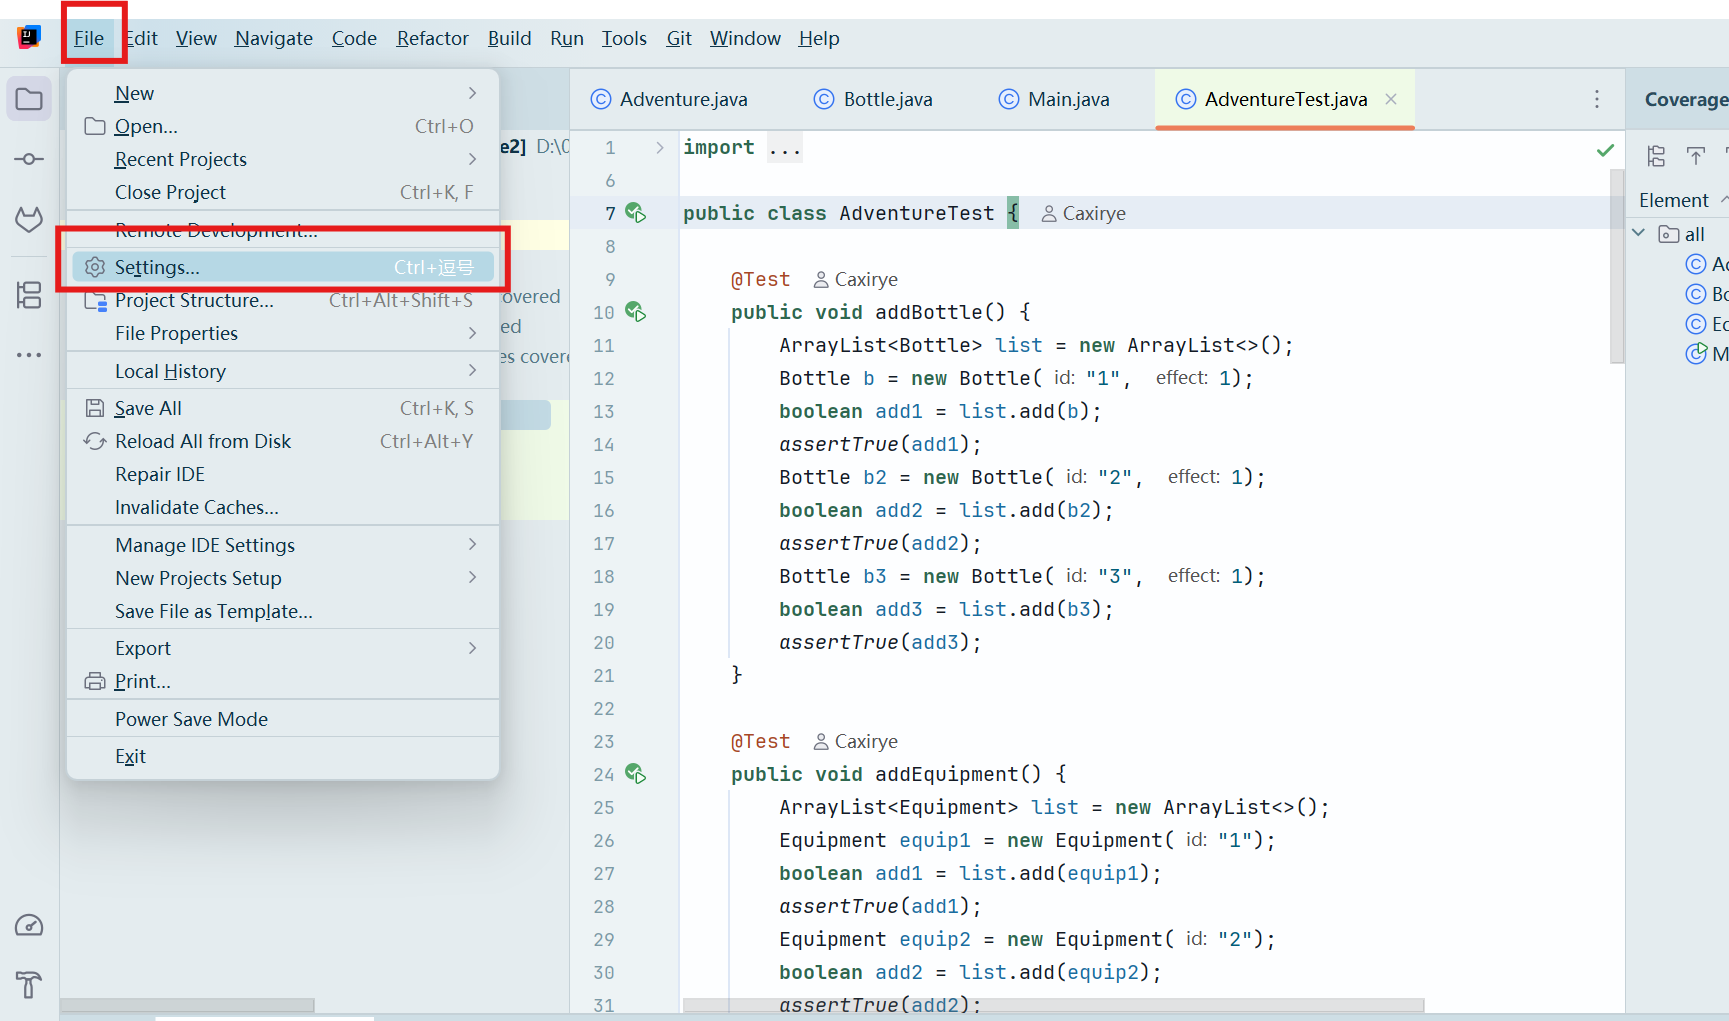 File Edit View Navigate Code Refactor Build Run Tools Git Window Help
New
Open... Ctrl+O
Recent Projects
Close Project Ctrl+K, F
Remote Development...
Settings... Ctrl+逗号
Project Structure... Ctrl+Alt+Shift+S
File Properties
Local History
Save All Ctrl+K, S
Reload All from Disk Ctrl+Alt+Y
Repair IDE
Invalidate Caches...
Manage IDE Settings
New Projects Setup
Save File as Template...
Export
Print...
Power Save Mode
Exit
e2] D:\0
overed
ed
es covere
Adventure.java Bottle.java Main.java AdventureTest.java
1 import ...
6
7 public class AdventureTest { Caxirye
8
9 @Test Caxirye
10 public void addBottle() {
11 ArrayList<Bottle> list = new ArrayList<>();
12 Bottle b = new Bottle( id: "1", effect: 1);
13 boolean add1 = list.add(b);
14 assertTrue(add1);
15 Bottle b2 = new Bottle( id: "2", effect: 1);
16 boolean add2 = list.add(b2);
17 assertTrue(add2);
18 Bottle b3 = new Bottle( id: "3", effect: 1);
19 boolean add3 = list.add(b3);
20 assertTrue(add3);
21 }
22
23 @Test Caxirye
24 public void addEquipment() {
25 ArrayList<Equipment> list = new ArrayList<>();
26 Equipment equip1 = new Equipment( id: "1");
27 boolean add1 = list.add(equip1);
28 assertTrue(add1);
29 Equipment equip2 = new Equipment( id: "2");
30 boolean add2 = list.add(equip2);
31 assertTrue(add2);
Coverage
Element
all
Ac
Bo
Ec
M